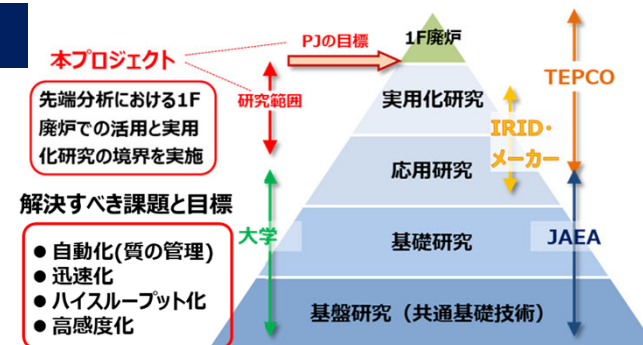 本プロジェクト
PJの目標
1F廃炉
TEPCO
先端分析における1F
廃炉での活用と実用
化研究の境界を実施
研究範囲
実用化研究
IRID・
メーカー
応用研究
解決すべき課題と目標
大学
基礎研究
JAEA
● 自動化(質の管理)
● 迅速化
● ハイスループット化
● 高感度化
基盤研究（共通基礎技術）